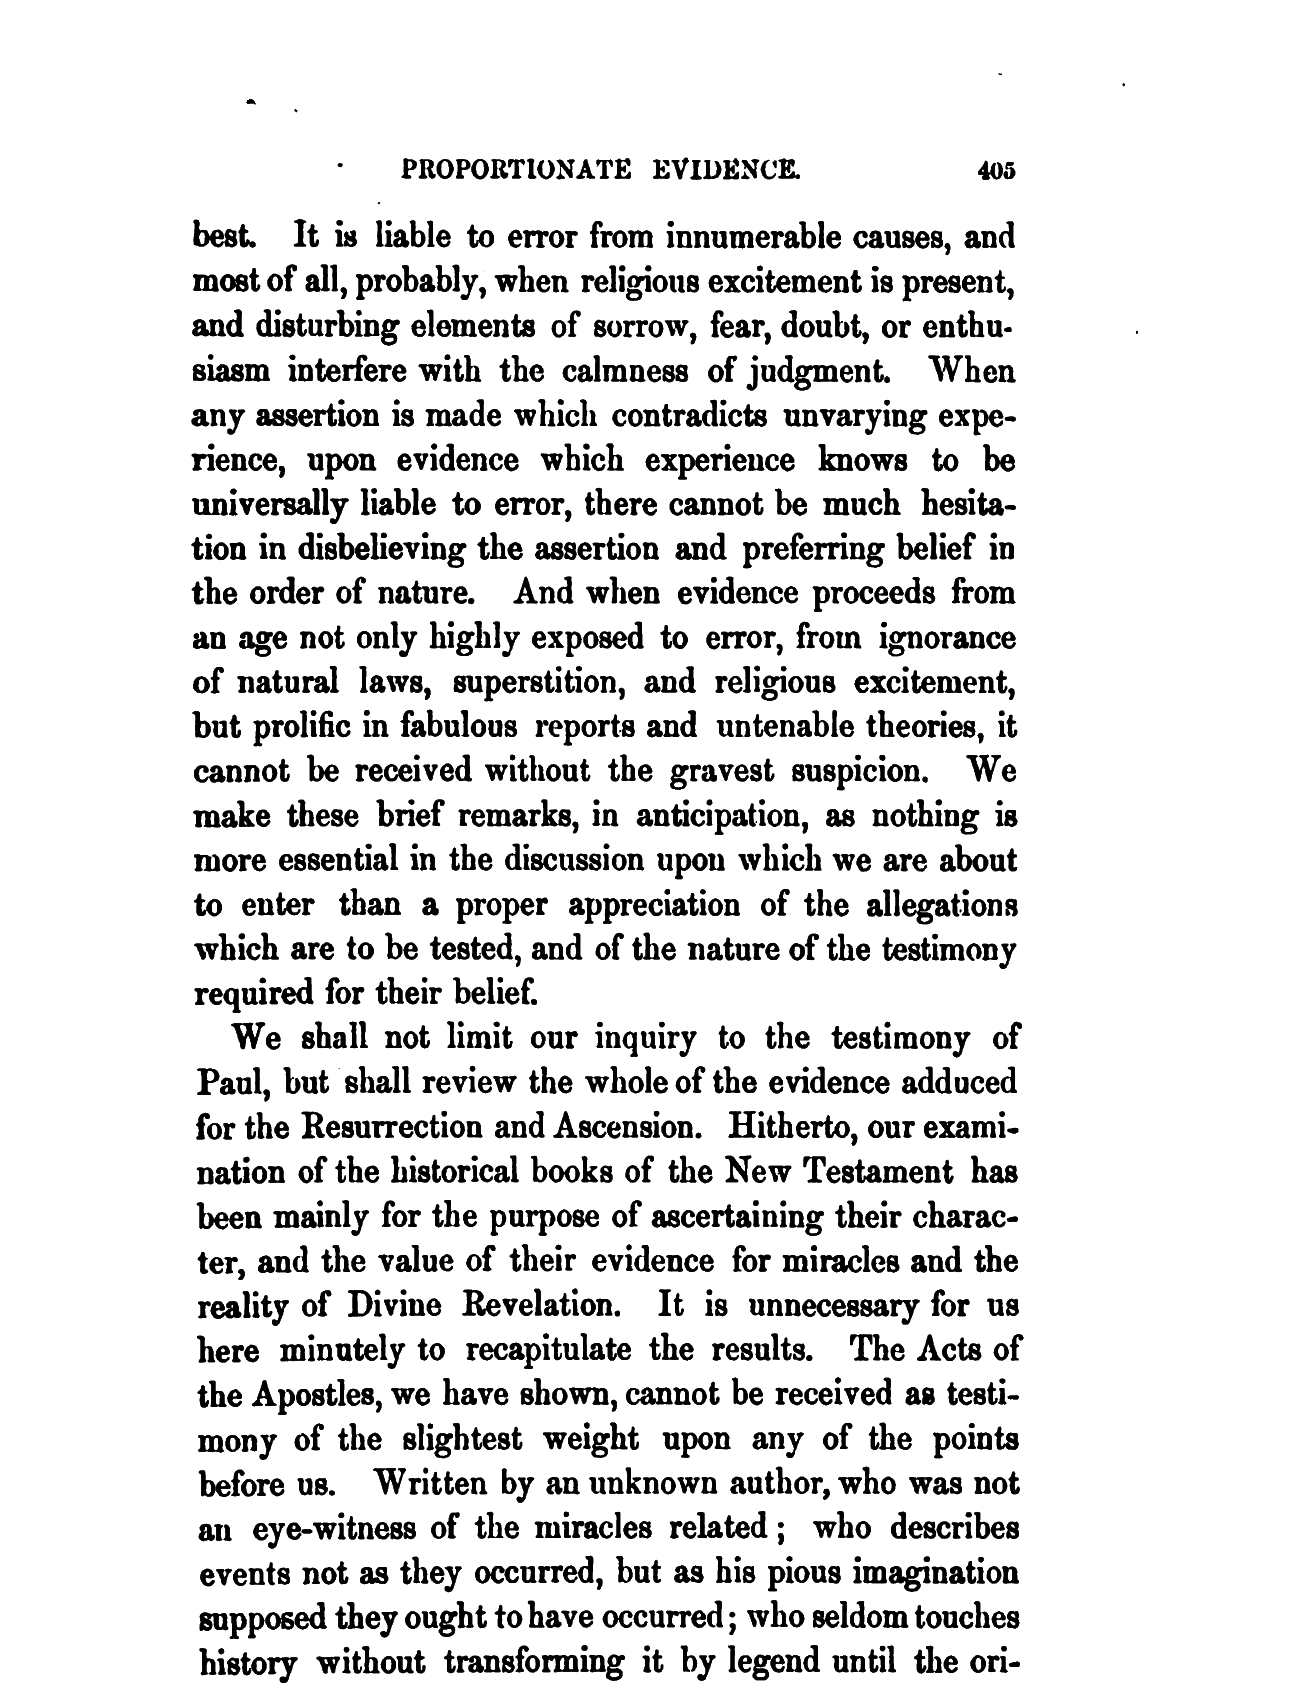 PROPORTIONATE EVIDENCE. 405
best. It is liable to error from innumerable causes, and
most of all, probably, when religious excitement is present,
and disturbing elements of sorrow, fear, doubt, or enthu-
siasm interfere with the calmness of judgment. When
any assertion is made which contradicts unvarying expe-
rience, upon evidence which experience knows to be
universally liable to error, there cannot be much hesita-
tion in disbelieving the assertion and preferring belief in
the order of nature. And when evidence proceeds from
an age not only highly exposed to error, from ignorance
of natural laws, superstition, and religious excitement,
but prolific in fabulous reports and untenable theories, it
cannot be received without the gravest suspicion. We
make these brief remarks, in anticipation, as nothing is
more essential in the discussion upon which we are about
to enter than a proper appreciation of the allegations
which are to be tested, and of the nature of the testimony
required for their belief.
We shall not limit our inquiry to the testimony of
Paul, but shall review the whole of the evidence adduced
for the Resurrection and Ascension. Hitherto, our exami-
nation of the historical books of the New Testament has
been mainly for the purpose of ascertaining their charac-
ter, and the value of their evidence for miracles and the
reality of Divine Revelation. It is unnecessary for us
here minutely to recapitulate the results. The Acts of
the Apostles, we have shown, cannot be received as testi-
mony of the slightest weight upon any of the points
before us. Written by an unknown author, who was not
an eye-witness of the miracles related; who describes
events not as they occurred, but as his pious imagination
supposed they ought to have occurred; who seldom touches
history without transforming it by legend until the ori-